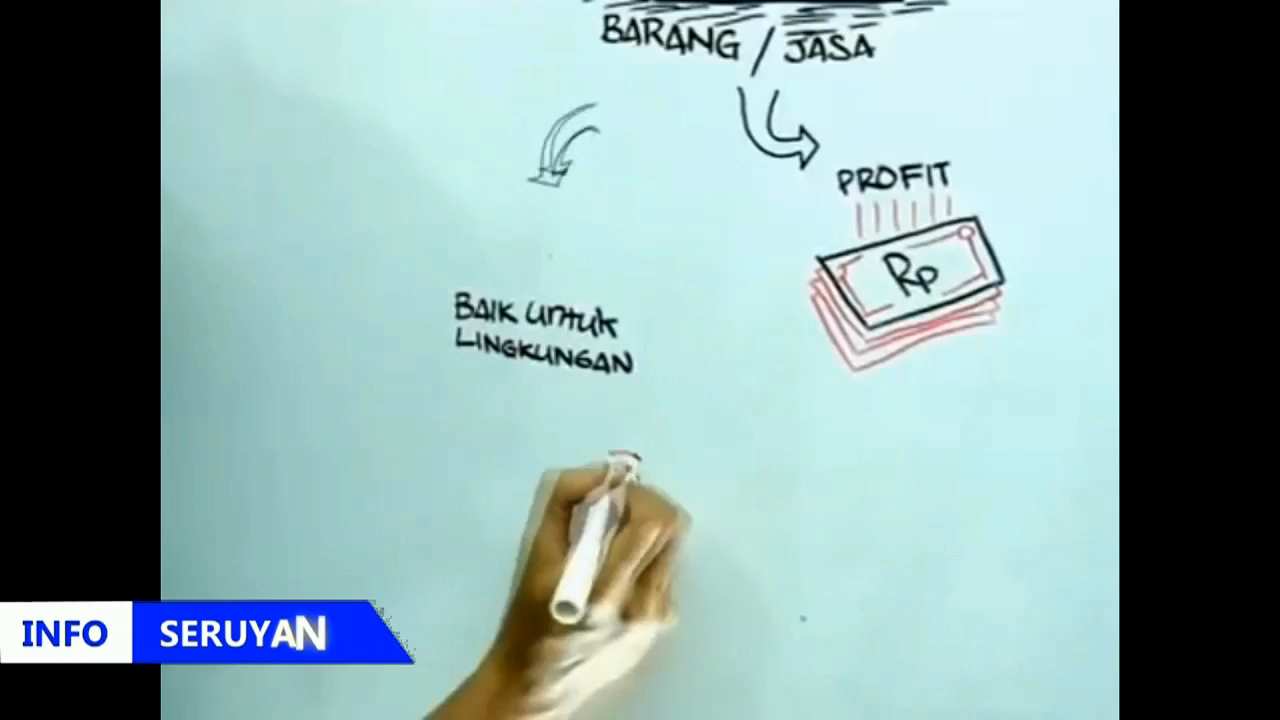 BARANG / JASA
PROFIT
Rp
BAIK UNTUK
LINGKUNGAN
INFO SERUYAN